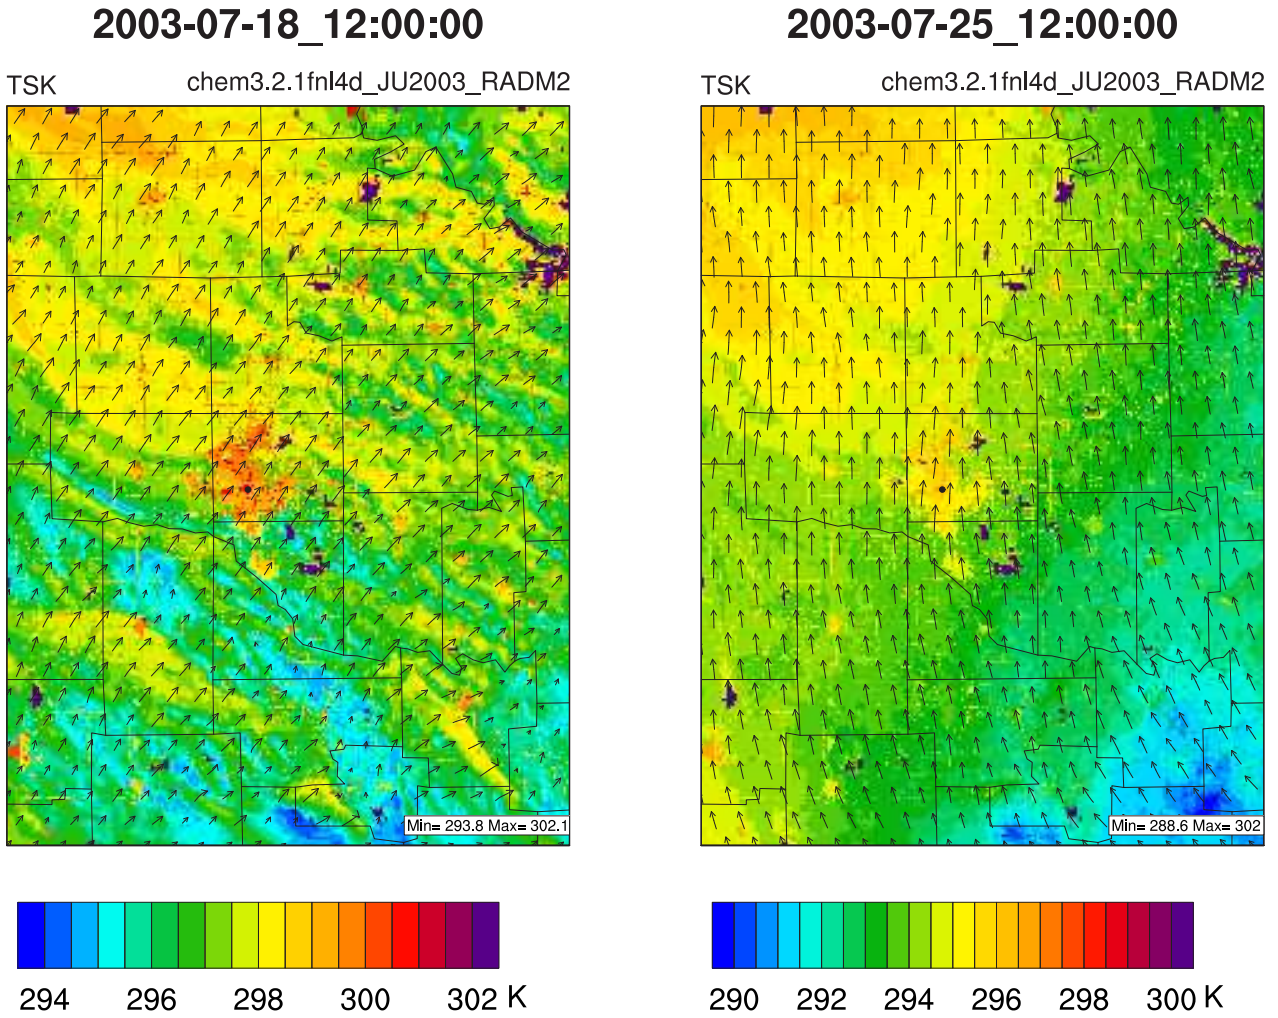 2003-07-18_12:00:00
TSK chem3.2.1fnl4d_JU2003_RADM2
Min= 293.8 Max= 302.1
294 296 298 300 302 K
2003-07-25_12:00:00
TSK chem3.2.1fnl4d_JU2003_RADM2
Min= 288.6 Max= 302
290 292 294 296 298 300 K